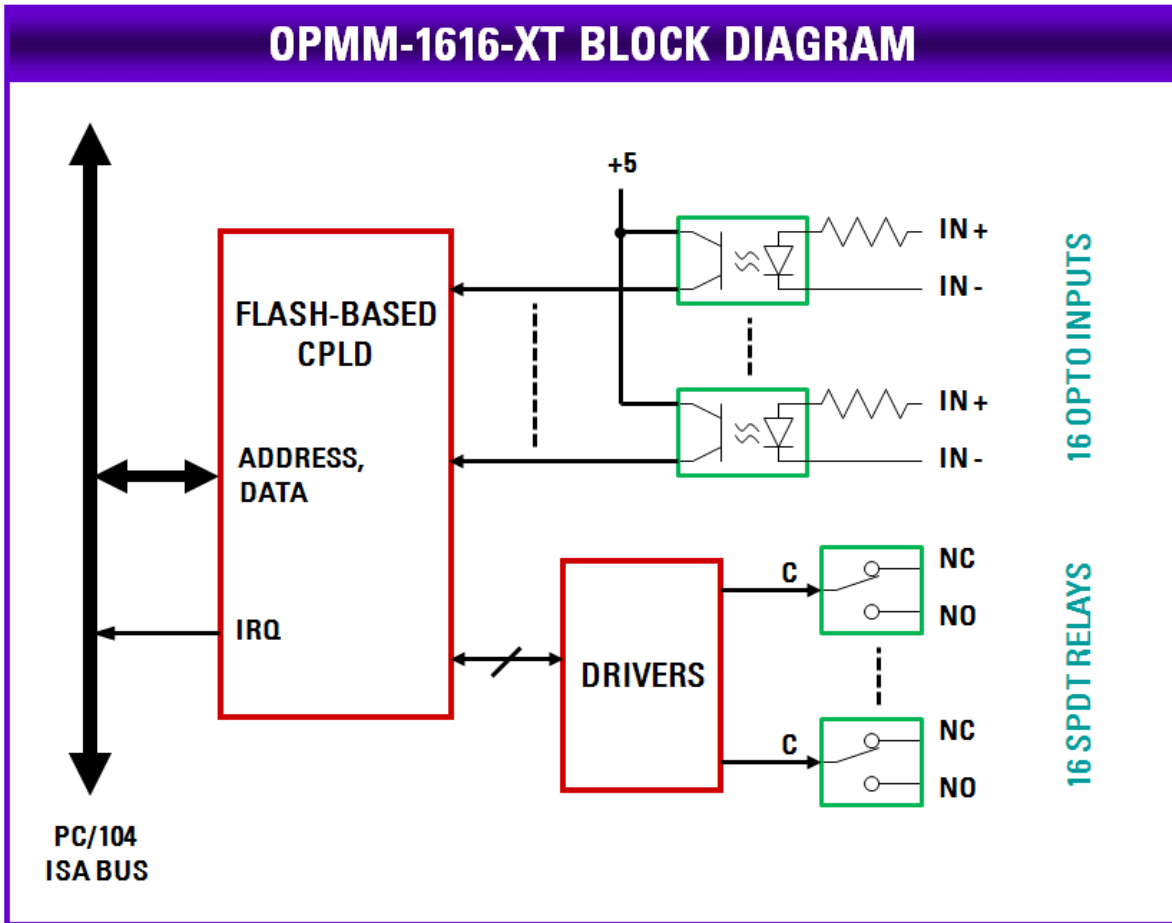 OPMM-1616-XT BLOCK DIAGRAM
+5
FLASH-BASED
CPLD
ADDRESS,
DATA
IRQ
IN+
IN-
IN+
IN-
16 OPTO INPUTS
DRIVERS
C
NC
NO
C
NC
NO
16 SPDT RELAYS
PC/104
ISA BUS